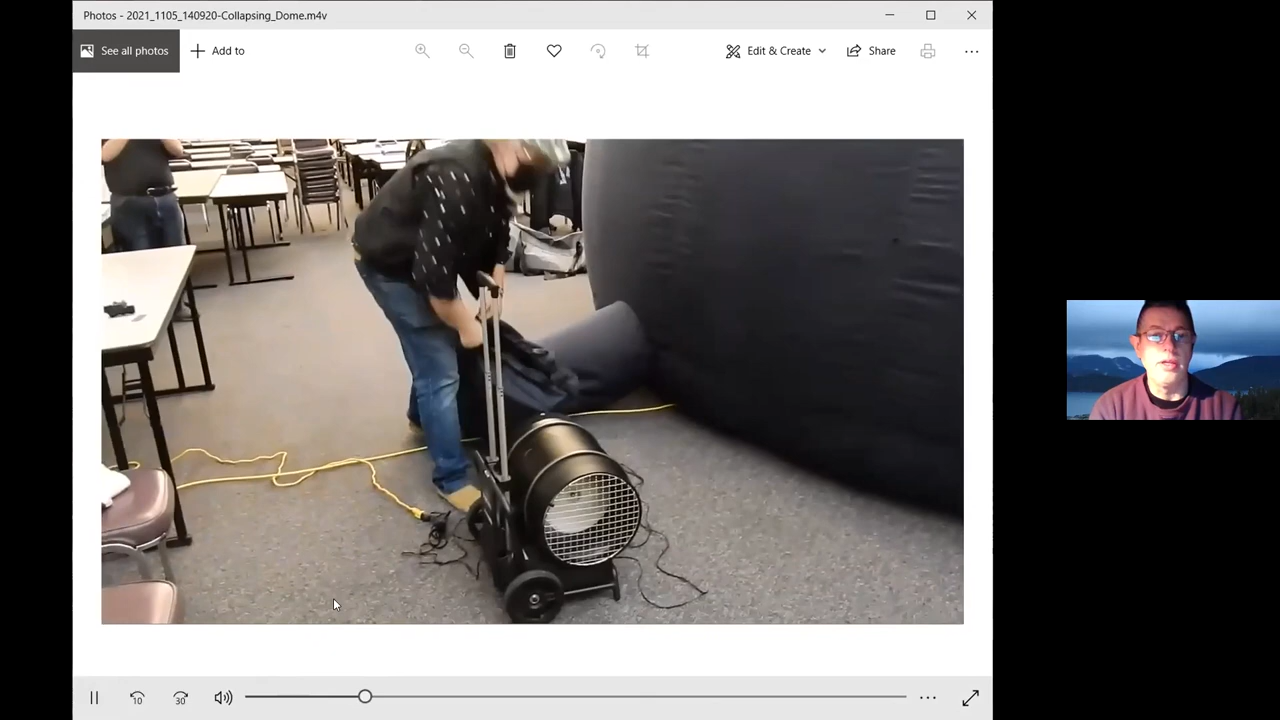 Photos - 2021_1105_140920-Collapsing_Dome.m4v
See all photos
Add to
Edit & Create
Share
10
30